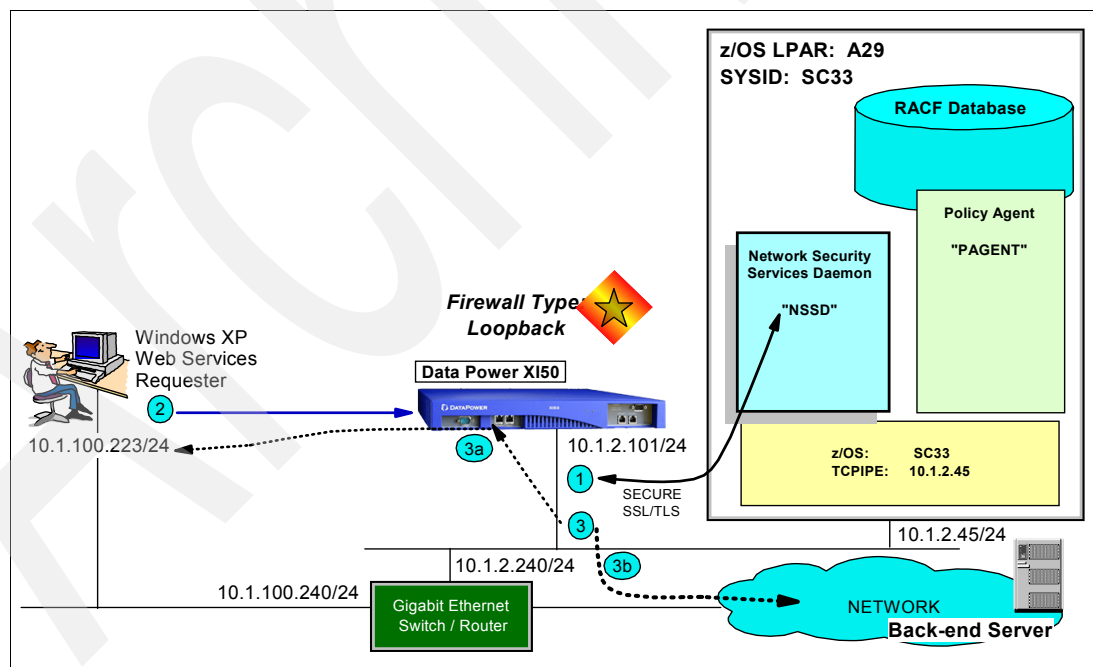 z/OS LPAR: A29
SYSID: SC33
RACF Database
Policy Agent
"PAGENT"
Network Security
Services Daemon
"NSSD"
Firewall Type:
Loopback
Windows XP
Web Services
Requester
Data Power XI50
DATAPOWER
2
10.1.100.223/24
3a
10.1.2.101/24
1
SECURE
SSL/TLS
z/OS: SC33
TCPIPE: 10.1.2.45
3
10.1.2.45/24
10.1.2.240/24
3b
10.1.100.240/24
Gigabit Ethernet
Switch / Router
NETWORK
Back-end Server